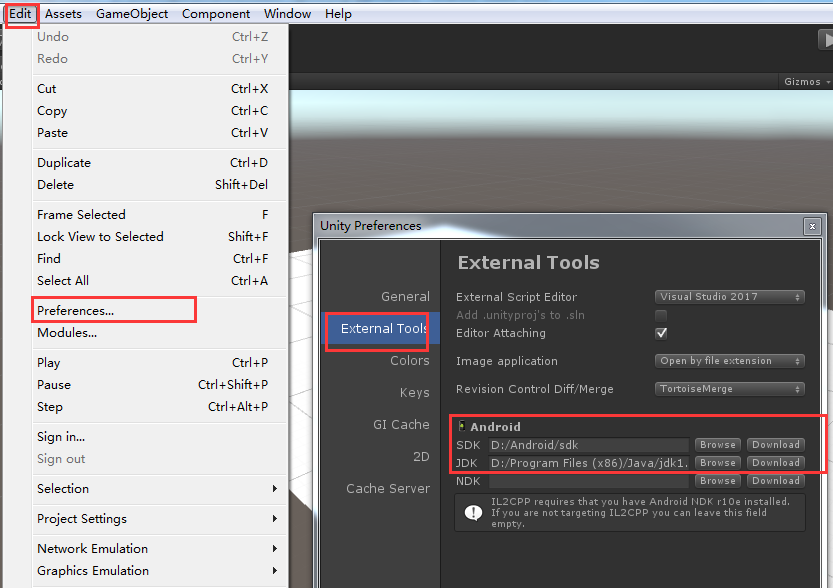 Edit Assets GameObject Component Window Help
Undo Ctrl+Z
Redo Ctrl+Y
Cut Ctrl+X
Copy Ctrl+C
Paste Ctrl+V
Duplicate Ctrl+D
Delete Shift+Del
Frame Selected F
Lock View to Selected Shift+F
Find Ctrl+F
Select All Ctrl+A
Preferences...
Modules...
Play Ctrl+P
Pause Ctrl+Shift+P
Step Ctrl+Alt+P
Sign in...
Sign out
Selection
Project Settings
Network Emulation
Graphics Emulation
Gizmos
Unity Preferences
General
External Tools
Colors
Keys
GI Cache
2D
Cache Server
External Tools
External Script Editor Visual Studio 2017
Add .unityproj's to .sln
Editor Attaching
Image application Open by file extension
Revision Control Diff/Merge TortoiseMerge
Android
SDK D:/Android/sdk Browse Download
JDK D:/Program Files (x86)/Java/jdk1. Browse Download
NDK Browse Download
IL2CPP requires that you have Android NDK r10e installed.
If you are not targeting IL2CPP you can leave this field
empty.